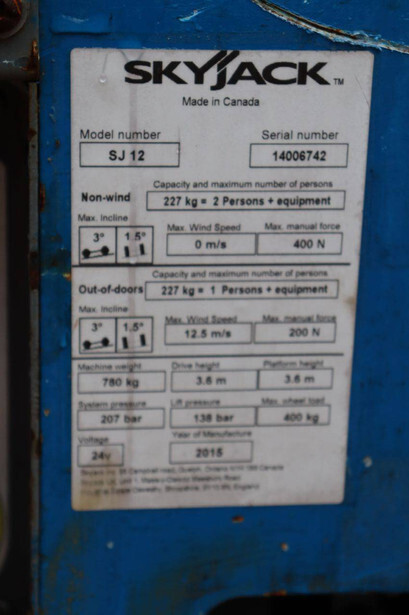 SKYJACK TM
Made in Canada
Model number Serial number
SJ 12 14006742
Capacity and maximum number of persons
Non-wind 227 kg = 2 Persons + equipment
Max. Incline Max. Wind Speed Max. manual force
3° 1.5° 0 m/s 400 N
Capacity and maximum number of persons
Out-of-doors 227 kg = 1 Persons + equipment
Max. Incline Max. Wind Speed Max. manual force
3° 1.5° 12.5 m/s 200 N
Machine weight Drive height Platform height
780 kg 3.6 m 3.6 m
System pressure Lift pressure Max. wheel load
207 bar 138 bar 400 kg
Voltage Year of Manufacture
24v 2015